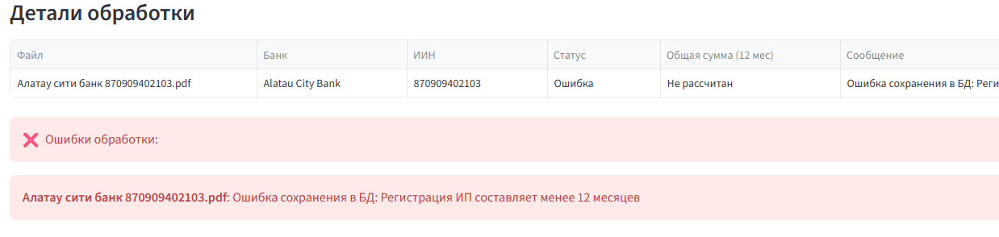 Детали обработки
Файл Банк ИИН Статус Общая сумма (12 мес) Сообщение
Алатау сити банк 870909402103.pdf Alatau City Bank 870909402103 Ошибка Не рассчитан Ошибка сохранения в БД: Реги
Ошибки обработки:
Алатау сити банк 870909402103.pdf: Ошибка сохранения в БД: Регистрация ИП составляет менее 12 месяцев